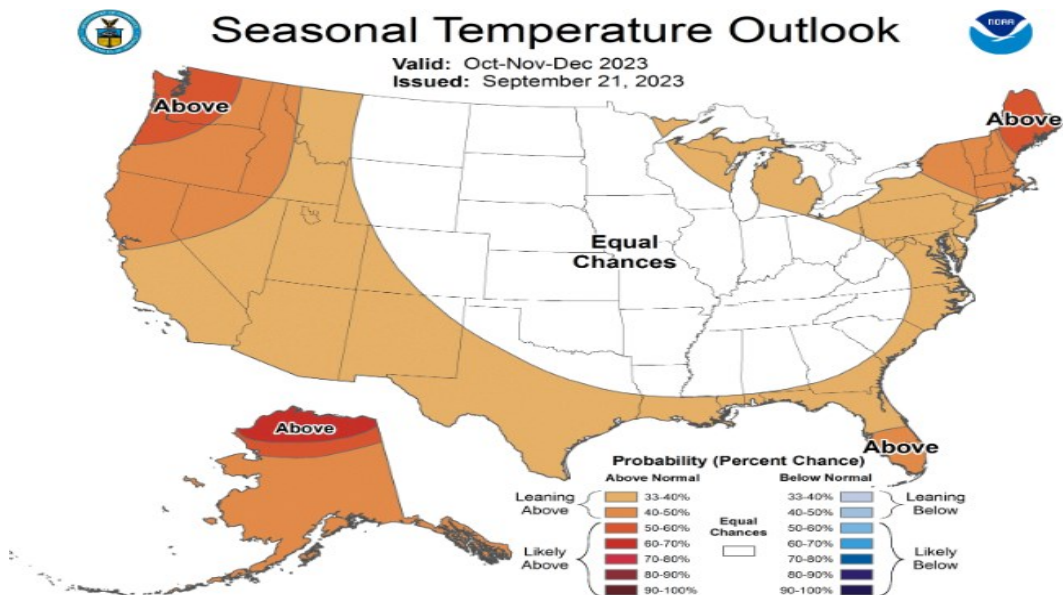 Seasonal Temperature Outlook
NOAA
Valid: Oct-Nov-Dec 2023
Issued: September 21, 2023
Above
Above
Equal
Chances
Above
Above
Probability (Percent Chance)
Above Normal
Below Normal
Leaning
Above
33-40%
40-50%
50-60%
60-70%
70-80%
80-90%
90-100%
Likely
Above
Equal
Chances
33-40%
40-50%
50-60%
60-70%
70-80%
80-90%
90-100%
Leaning
Below
Likely
Below